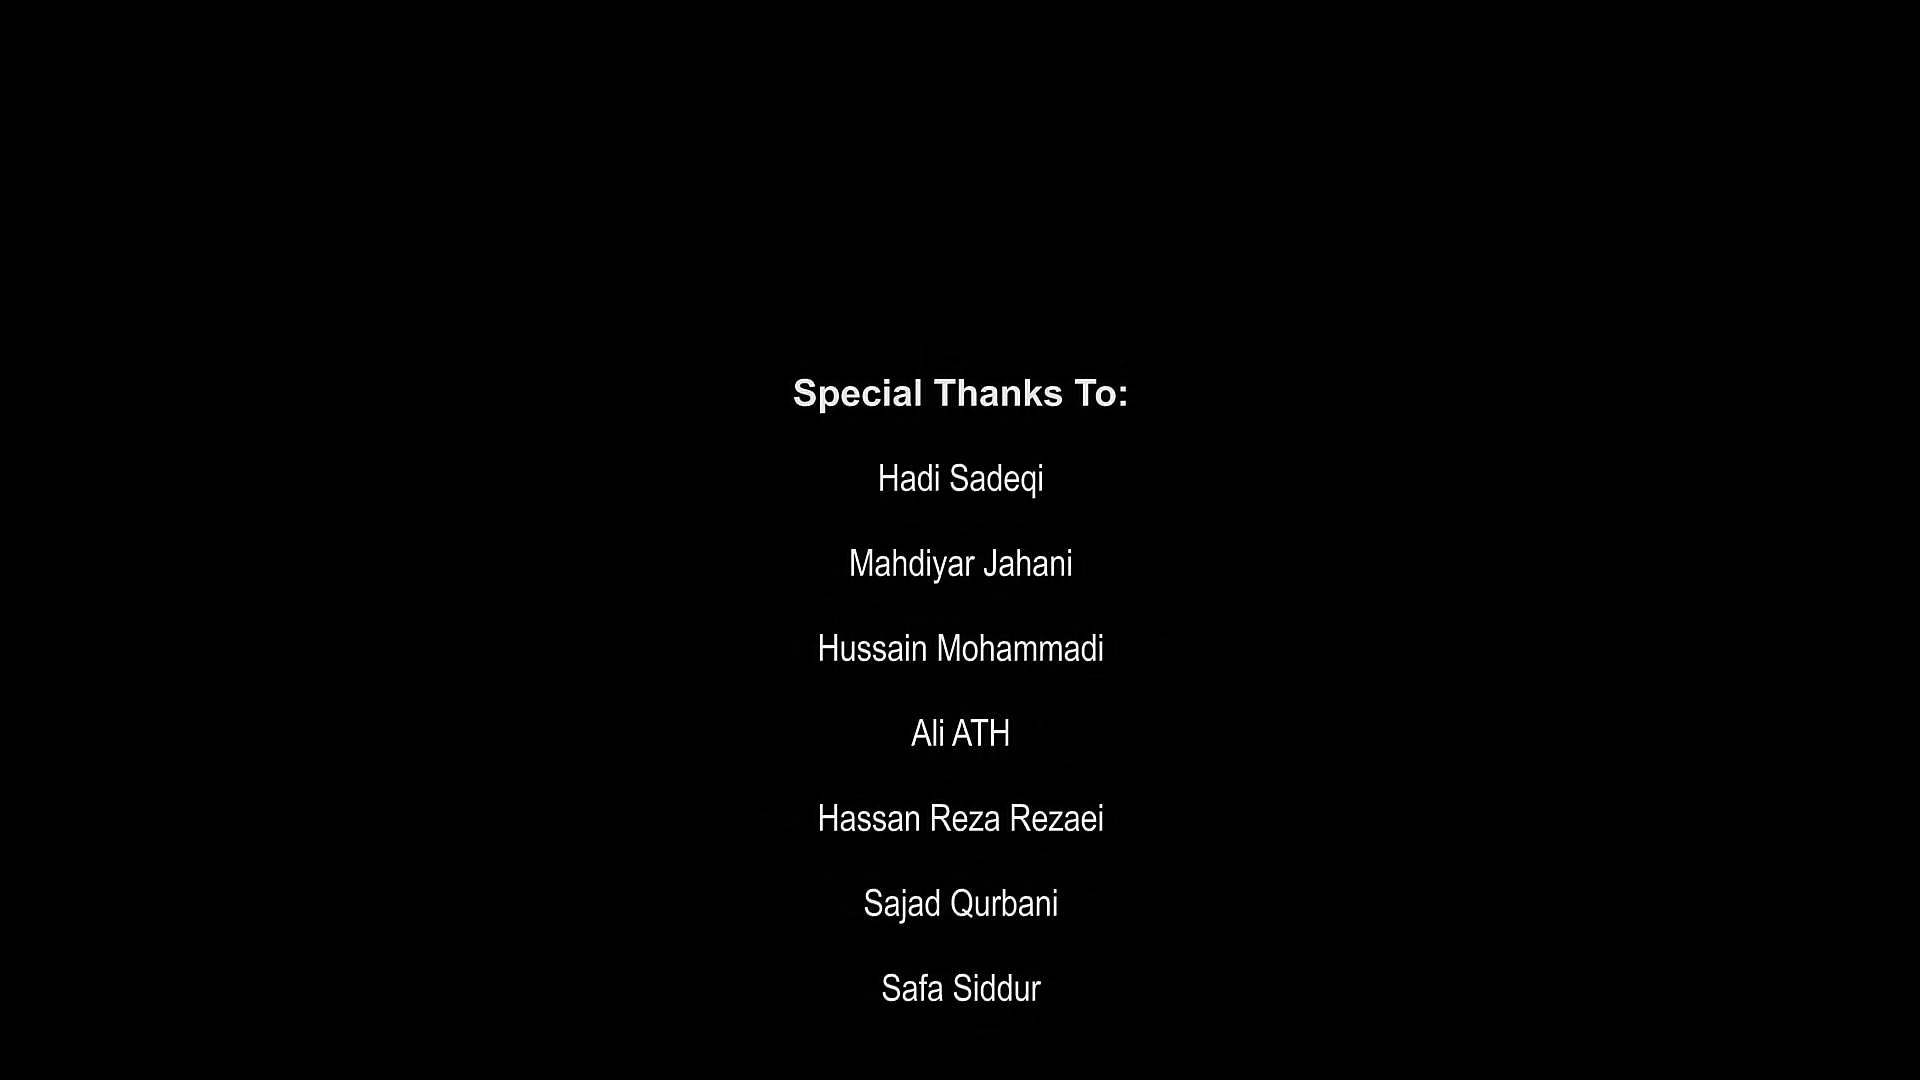 Special Thanks To:
Hadi Sadeqi
Mahdiyar Jahani
Hussain Mohammadi
Ali ATH
Hassan Reza Rezaei
Sajad Qurbani
Safa Siddur